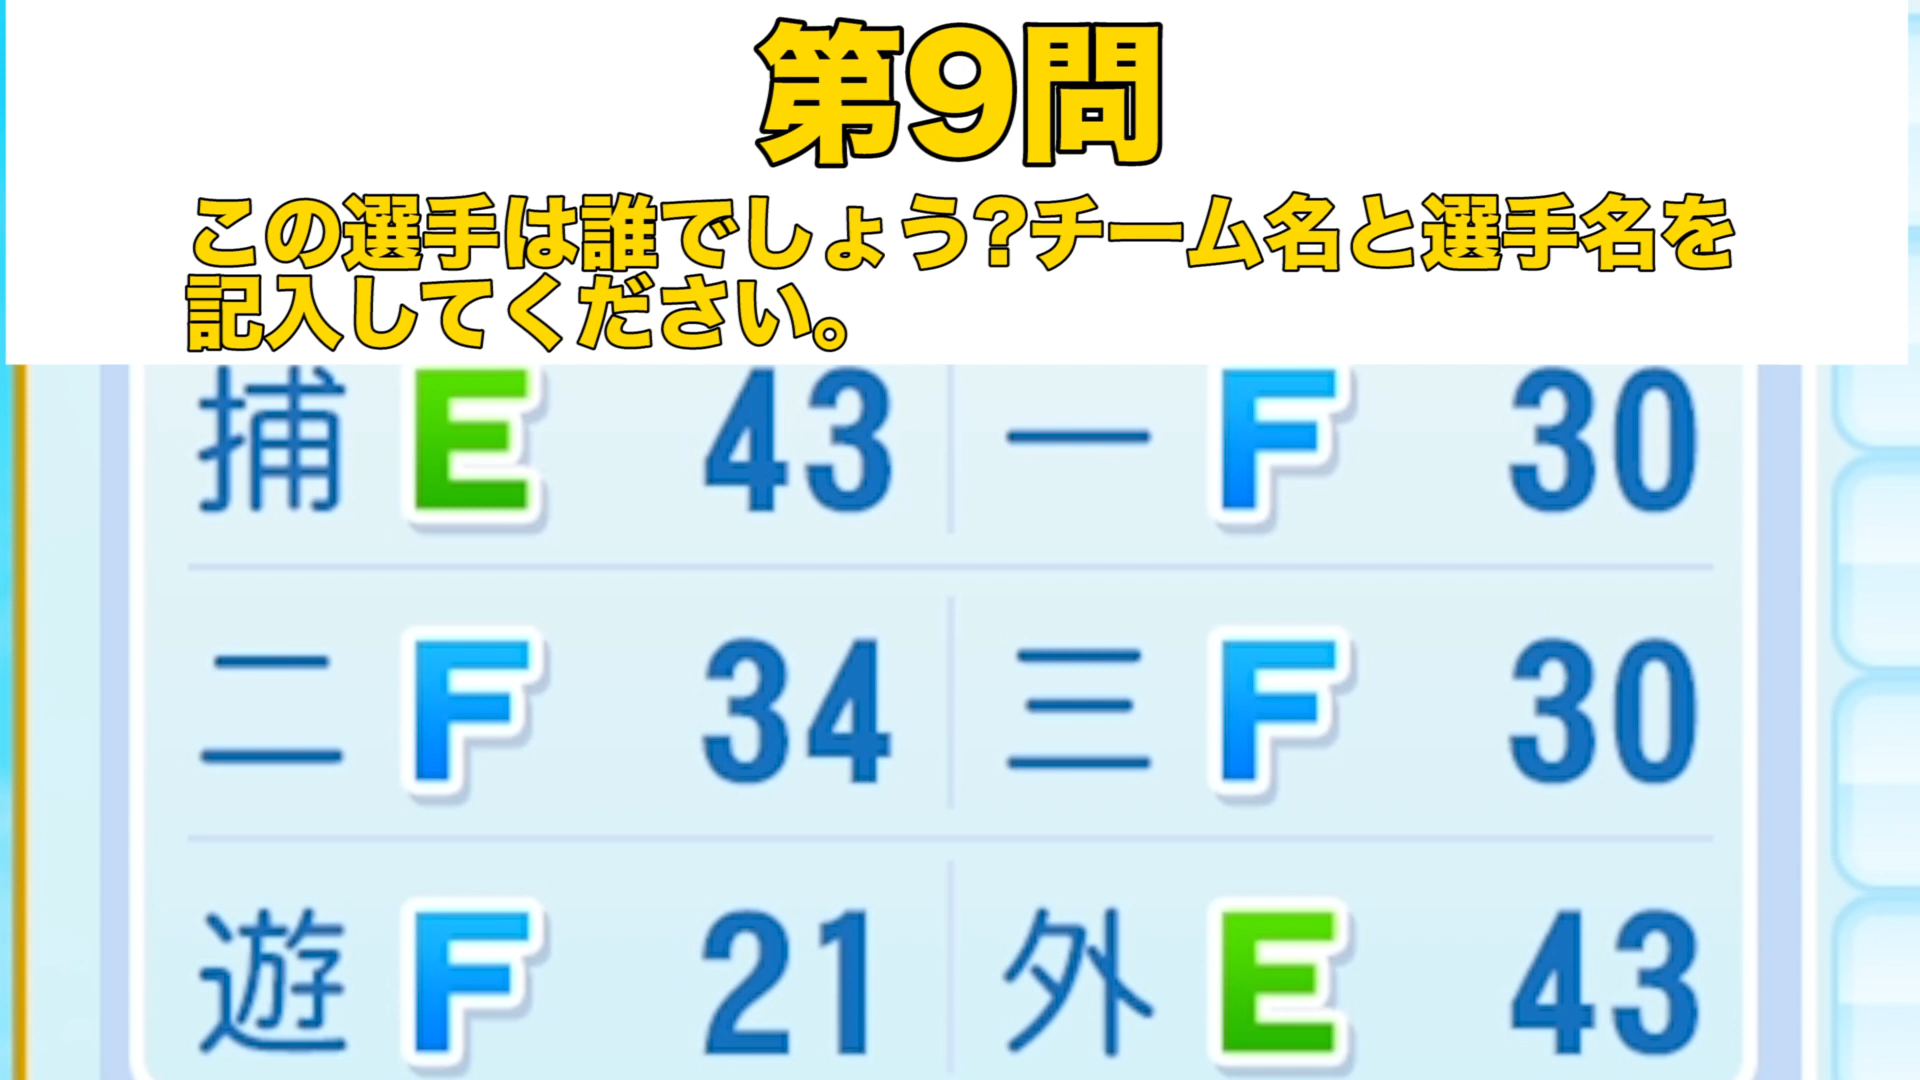 第9問
この選手は誰でしょう?チーム名と選手名を
記入してください。
捕 E 43 一 F 30
二 F 34 三 F 30
遊 F 21 外 E 43